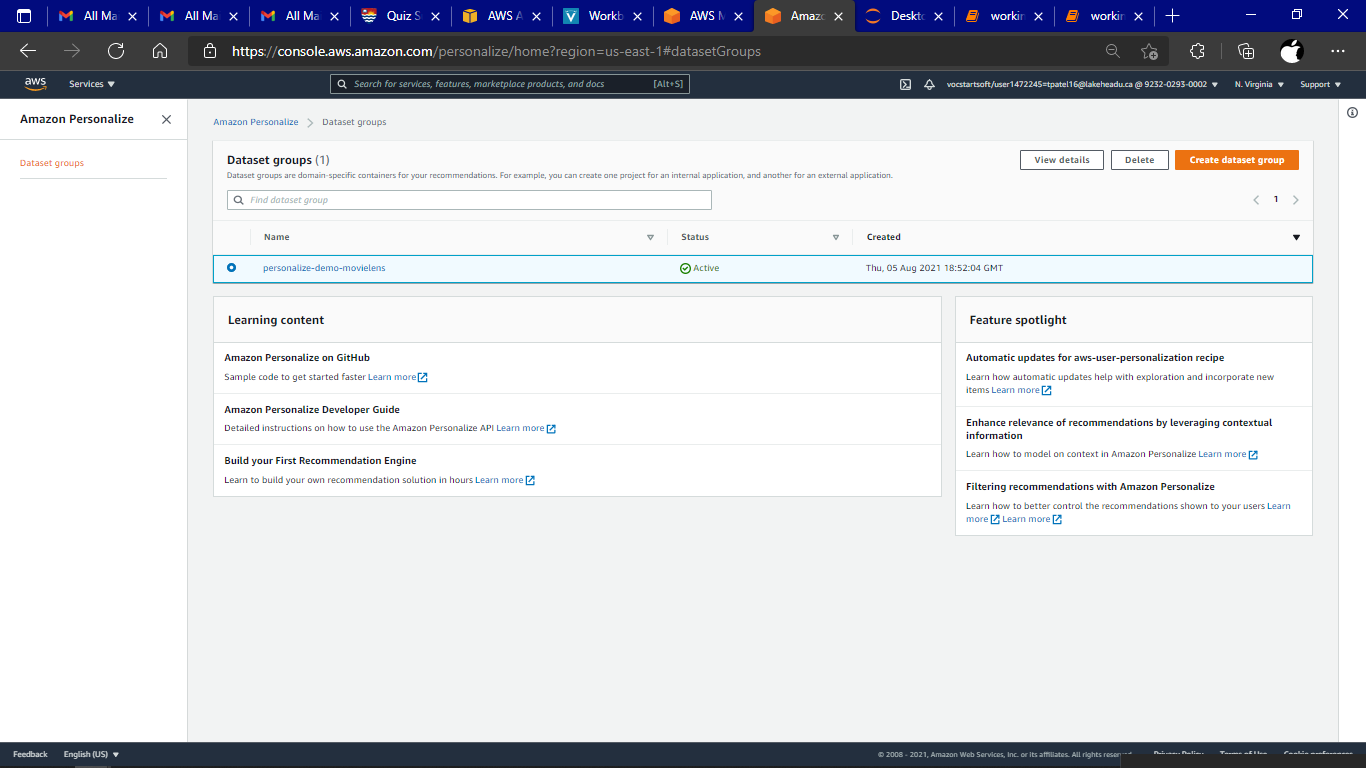 All Ma
All Ma
All Ma
Quiz S
AWS A
Workb
AWS M
Amazo
Deskto
workin
workin
https://console.aws.amazon.com/personalize/home?region=us-east-1#datasetGroups
aws
Services
Search for services, features, marketplace products, and docs
[Alt+S]
vocstartsoft/user1472245=tpatel16@lakeheadu.ca @ 9232-0293-0002
N. Virginia
Support
Amazon Personalize
Dataset groups
Amazon Personalize
Dataset groups
Dataset groups (1)
Dataset groups are domain-specific containers for your recommendations. For example, you can create one project for an internal application, and another for an external application.
View details
Delete
Create dataset group
Find dataset group
1
Name
Status
Created
personalize-demo-movielens
Active
Thu, 05 Aug 2021 18:52:04 GMT
Learning content
Amazon Personalize on GitHub
Sample code to get started faster Learn more
Amazon Personalize Developer Guide
Detailed instructions on how to use the Amazon Personalize API Learn more
Build your First Recommendation Engine
Learn to build your own recommendation solution in hours Learn more
Feature spotlight
Automatic updates for aws-user-personalization recipe
Learn how automatic updates help with exploration and incorporate new
items Learn more
Enhance relevance of recommendations by leveraging contextual
information
Learn how to model on context in Amazon Personalize Learn more
Filtering recommendations with Amazon Personalize
Learn how to better control the recommendations shown to your users Learn
more Learn more
Feedback
English (US)
© 2008 - 2021, Amazon Web Services, Inc. or its affiliates. All rights reserved.
Privacy Policy
Terms of Use
Cookie preferences